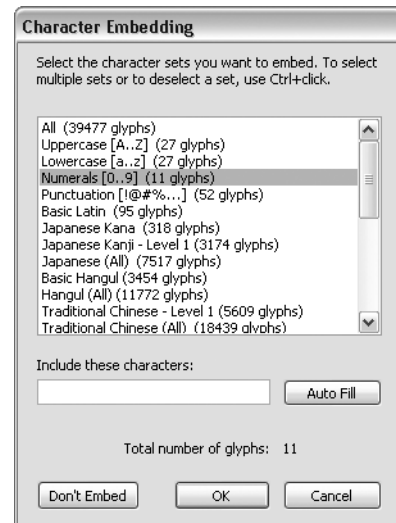 Character Embedding
Select the character sets you want to embed. To select
multiple sets or to deselect a set, use Ctrl+click.
All (39477 glyphs)
Uppercase [A..Z] (27 glyphs)
Lowercase [a..z] (27 glyphs)
Numerals [0..9] (11 glyphs)
Punctuation [!@#%...] (52 glyphs)
Basic Latin (95 glyphs)
Japanese Kana (318 glyphs)
Japanese Kanji - Level 1 (3174 glyphs)
Japanese (All) (7517 glyphs)
Basic Hangul (3454 glyphs)
Hangul (All) (11772 glyphs)
Traditional Chinese - Level 1 (5609 glyphs)
Traditional Chinese (All) (18439 glyphs)
Include these characters:
Auto Fill
Total number of glyphs: 11
Don't Embed OK Cancel